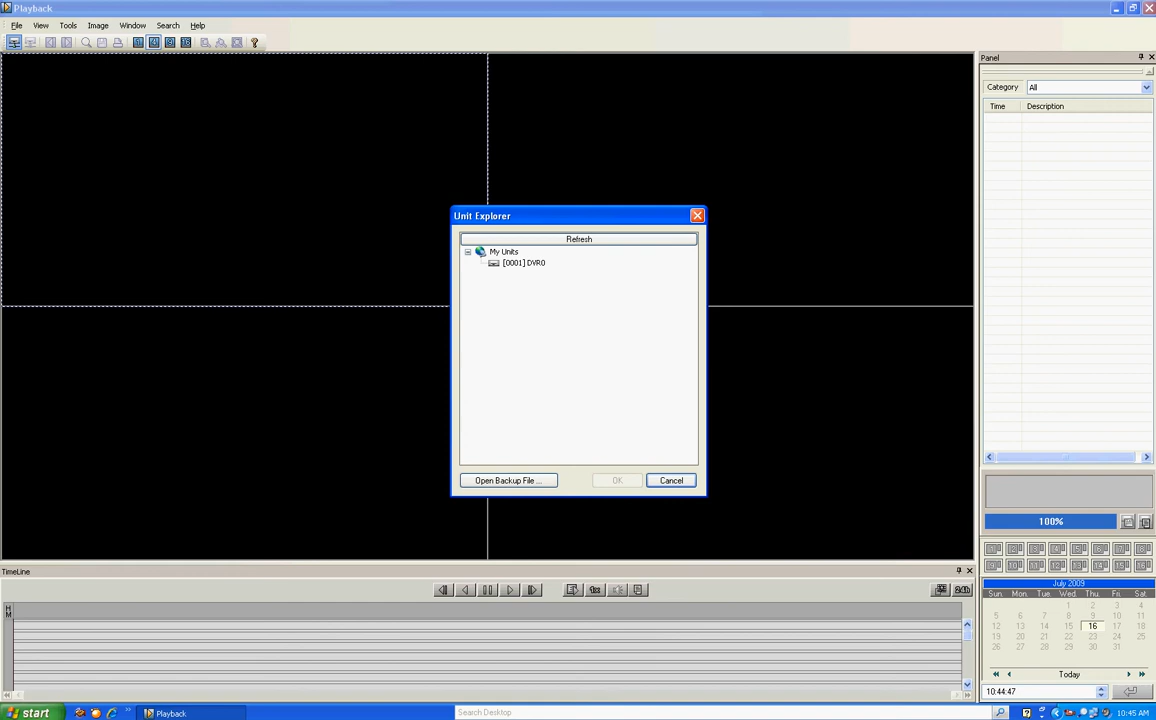 Playback
File View Tools Image Window Search Help
Panel
Category All
Time Description
Unit Explorer
Refresh
My Units
[0001] DVR0
Open Backup File ... OK Cancel
100%
TimeLine
H
M
July 2009
Sun. Mon. Tue. Wed. Thu. Fri. Sat
1 2 3 4
5 6 7 8 9 10 11
12 13 14 15 16 17 18
19 20 21 22 23 24 25
26 27 28 29 30 31
Today
10:44:47
start Playback Search Desktop 10:45 AM